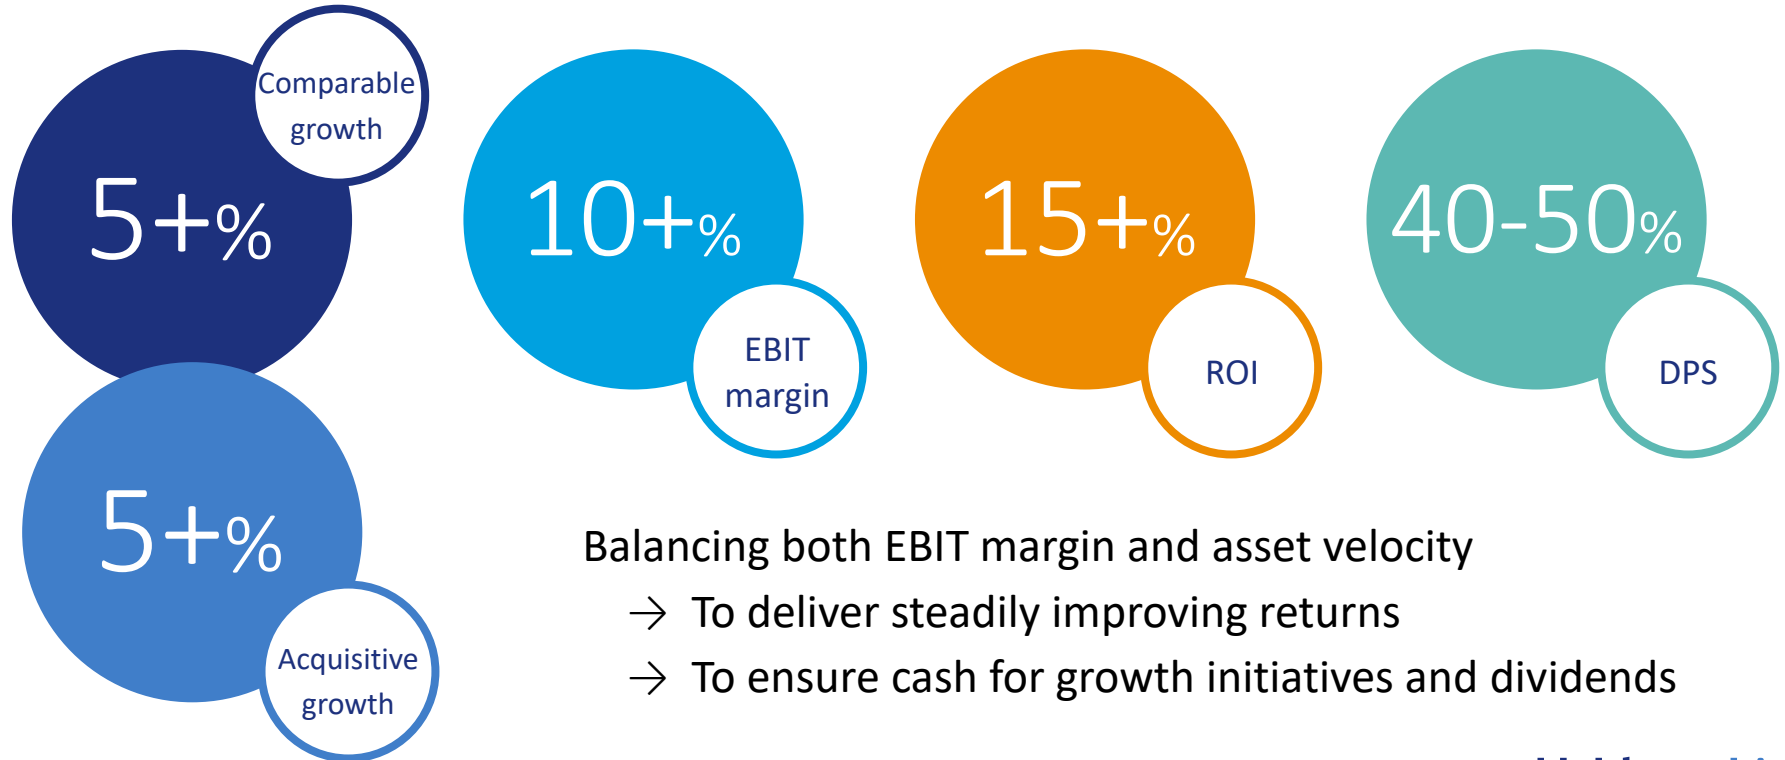 Comparable
growth
5+%
10+%
EBIT
margin
15+%
ROI
40-50%
DPS
5+%
Acquisitive
growth
Balancing both EBIT margin and asset velocity
→ To deliver steadily improving returns
→ To ensure cash for growth initiatives and dividends